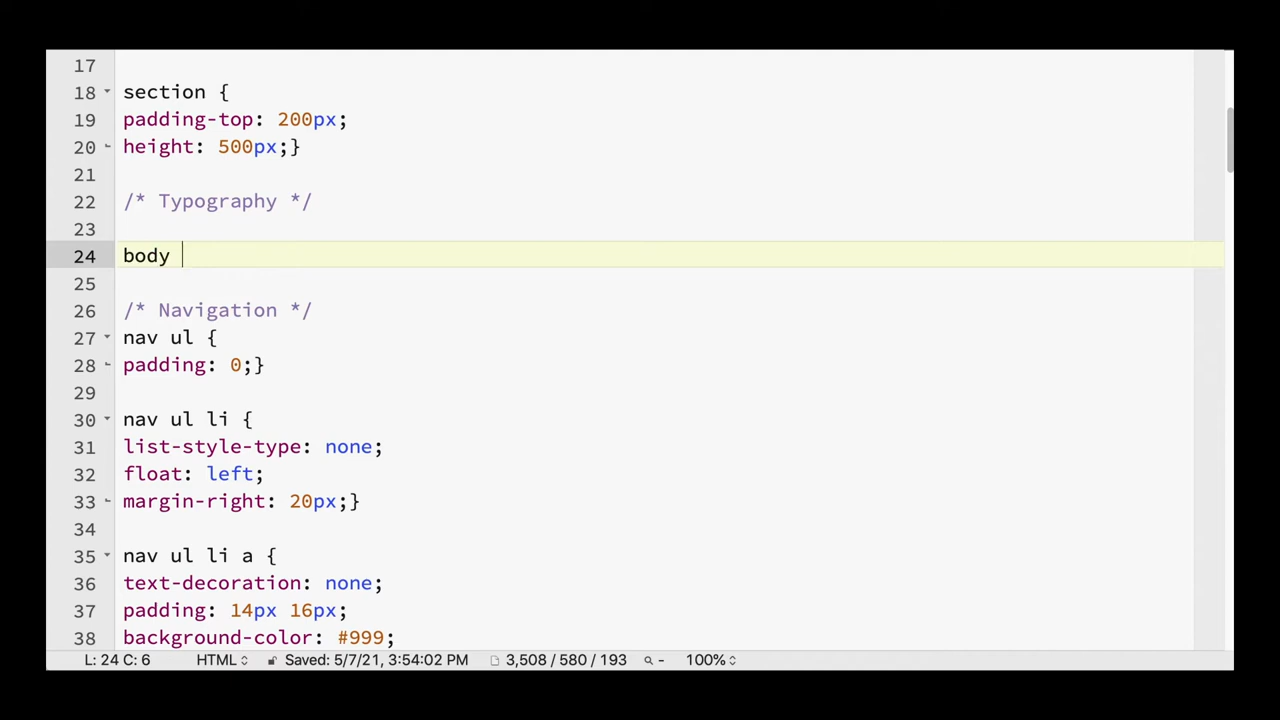 17
18 section {
19 padding-top: 200px;
20 height: 500px;}
21
22 /* Typography */
23
24 body
25
26 /* Navigation */
27 nav ul {
28 padding: 0;}
29
30 nav ul li {
31 list-style-type: none;
32 float: left;
33 margin-right: 20px;}
34
35 nav ul li a {
36 text-decoration: none;
37 padding: 14px 16px;
38 background-color: #999;
L: 24 C: 6 HTML Saved: 5/7/21, 3:54:02 PM 3,508 / 580 / 193 - 100%